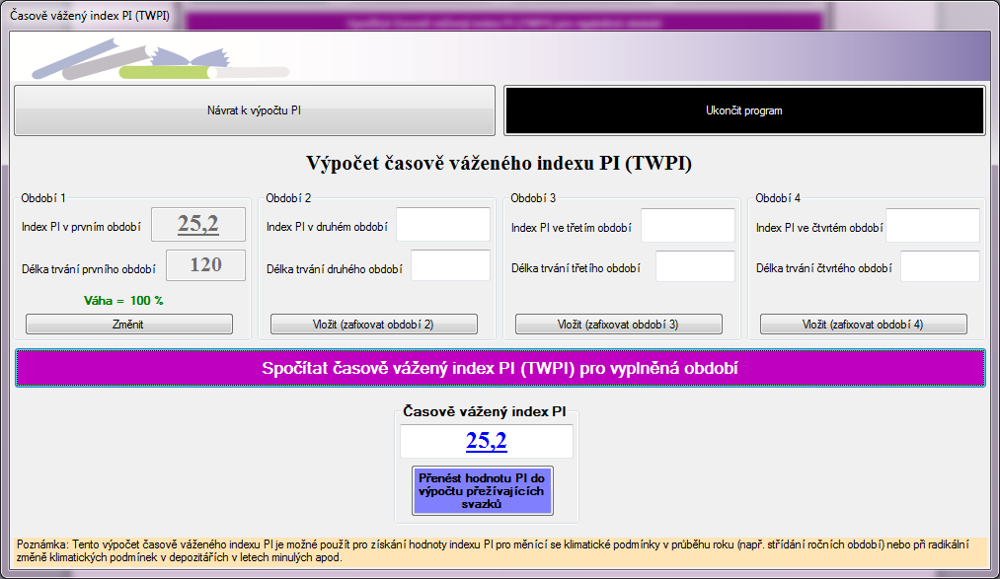 Časově vážený index PI (TWPI)
Spočítat časově vážený index PI (TWPI) pro vyplněná období
Návrat k výpočtu PI
Ukončit program
Výpočet časově váženého indexu PI (TWPI)
Období 1
Index PI v prvním období
25,2
Délka trvání prvního období
120
Váha = 100 %
Změnit
Období 2
Index PI v druhém období
Délka trvání druhého období
Vložit (zafixovat období 2)
Období 3
Index PI ve třetím období
Délka trvání třetího období
Vložit (zafixovat období 3)
Období 4
Index PI ve čtvrtém období
Délka trvání čtvrtého období
Vložit (zafixovat období 4)
Spočítat časově vážený index PI (TWPI) pro vyplněná období
Časově vážený index PI
25,2
Přenést hodnotu PI do
výpočtu přežívajících
svazků
Poznámka: Tento výpočet časově váženého indexu PI je možné použít pro získání hodnoty indexu PI pro měnící se klimatické podmínky v průběhu roku (např. střídání ročních období) nebo při radikální
změně klimatických podmínek v depozitářích v letech minulých apod.